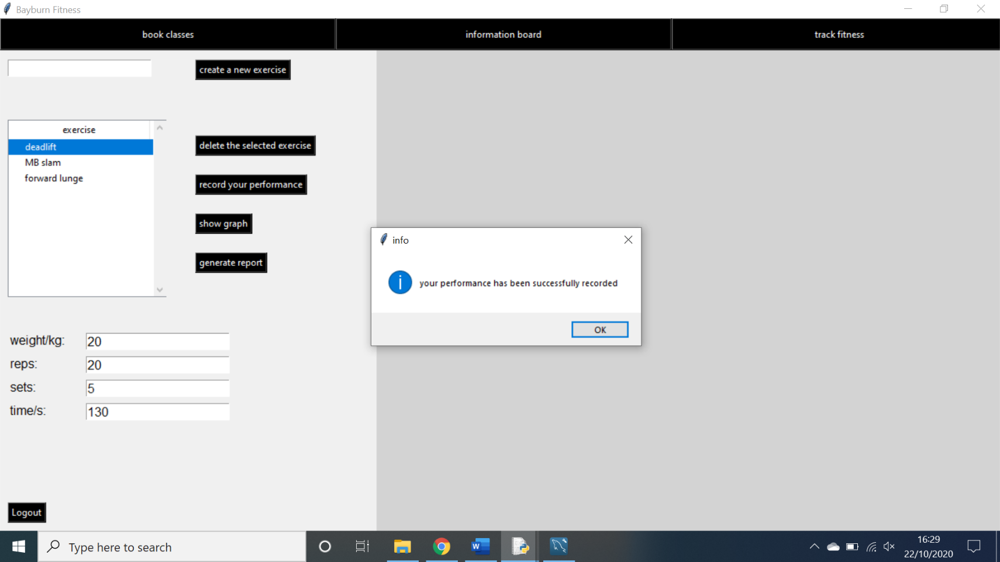 Bayburn Fitness
book classes
information board
track fitness
create a new exercise
exercise
deadlift
MB slam
forward lunge
delete the selected exercise
record your performance
show graph
generate report
info
your performance has been successfully recorded
OK
weight/kg: 20
reps: 20
sets: 5
time/s: 130
Logout
Type here to search
W
16:29
22/10/2020